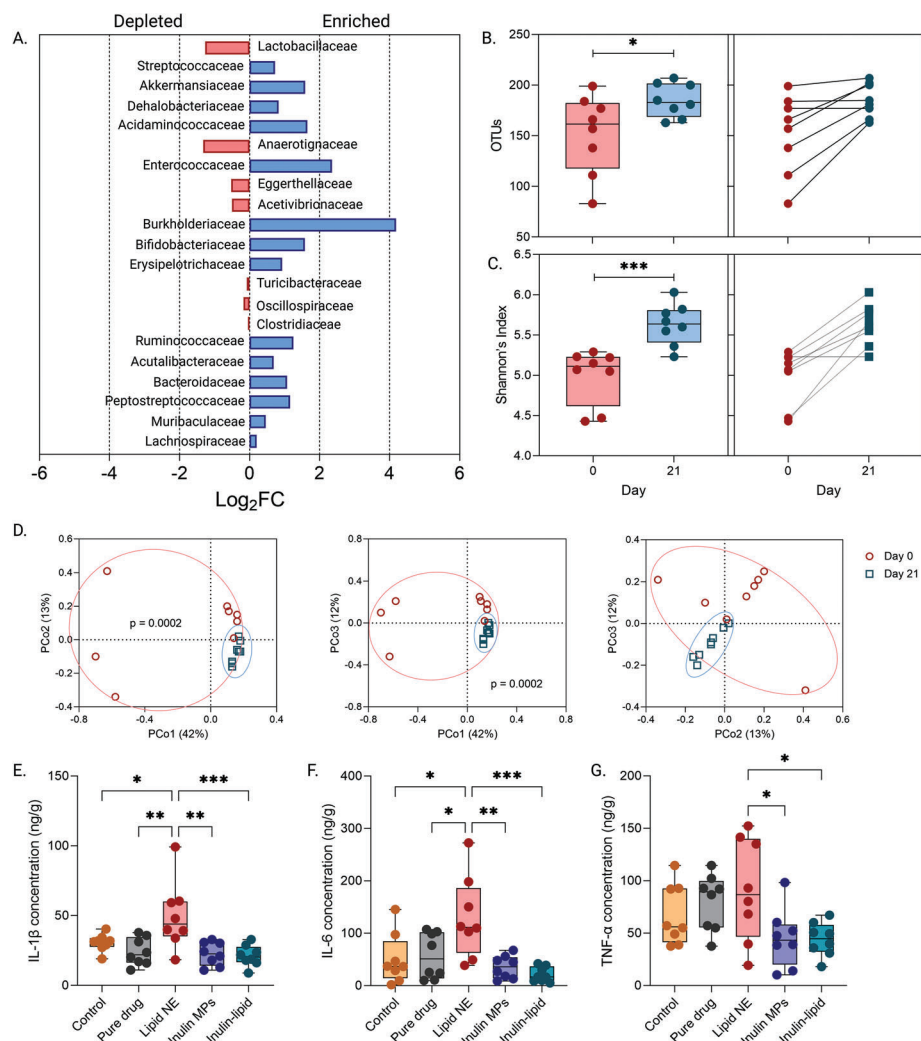 Depleted Enriched
A.
Lactobacillaceae
Streptococcaceae
Akkermansiaceae
Dehalobacteriaceae
Acidaminococcaceae
Anaerotignaceae
Enterococcaceae
Eggerthellaceae
Acetivibrionaceae
Burkholderiaceae
Bifidobacteriaceae
Erysipelotrichaceae
Turicibacteraceae
Oscillospiraceae
Clostridiaceae
Ruminococcaceae
Acutalibacteraceae
Bacteroidaceae
Peptostreptococcaceae
Muribaculaceae
Lachnospiraceae
-6 -4 -2 0 2 4 6
Log2FC
B.
250
200
150
100
50
OTUs
*
0 21 0 21
C.
6.5
6.0
5.5
5.0
4.5
4.0
Shannon's Index
***
0 21 0 21
Day Day
D.
0.6
0.4
0.2
0.0
-0.2
-0.4
PCo2 (13%)
p = 0.0002
0.0 0.4
PCo1 (42%)
0.8
0.4
0.0
-0.4
-0.8
PCo3 (12%)
p = 0.0002
-0.8 -0.4 0.0 0.4 0.8
PCo1 (42%)
0.4
0.2
0.0
-0.2
-0.4
PCo3 (12%)
-0.4 -0.2 0.0 0.2 0.4 0.6
PCo2 (13%)
Day 0
Day 21
E.
150
100
50
0
IL-1β concentration (ng/g)
* ***
** **
Control Pure drug Lipid NE Inulin MPs Inulin-lipid
F.
400
300
200
100
0
IL-6 concentration (ng/g)
* ***
* **
Control Pure drug Lipid NE Inulin MPs Inulin-lipid
G.
200
150
100
50
0
TNF-α concentration (ng/g)
*
*
Control Pure drug Lipid NE Inulin MPs Inulin-lipid